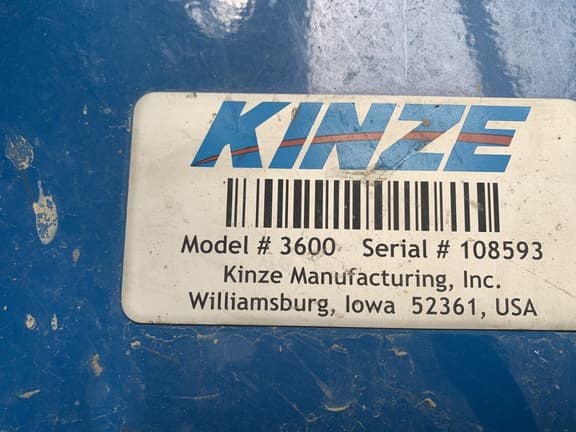 KINZE
Model # 3600 Serial # 108593
Kinze Manufacturing, Inc.
Williamsburg, Iowa 52361, USA